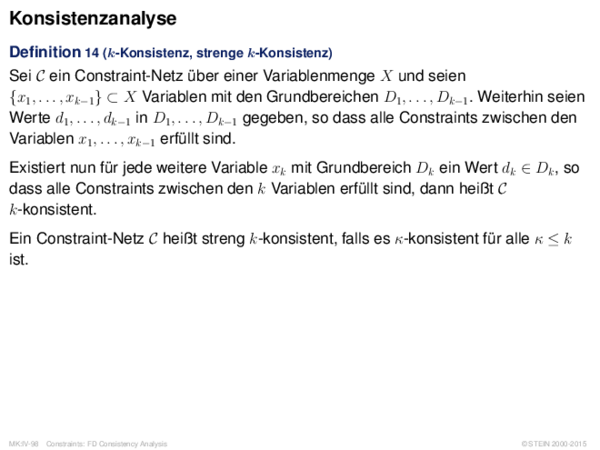 Konsistenzanalyse
Definition 14 (k-Konsistenz, strenge k-Konsistenz)
Sei 𝒞 ein Constraint-Netz über einer Variablenmenge X und seien
{x₁, . . . , xₖ₋₁} ⊂ X Variablen mit den Grundbereichen D₁, . . . , Dₖ₋₁. Weiterhin seien
Werte d₁, . . . , dₖ₋₁ in D₁, . . . , Dₖ₋₁ gegeben, so dass alle Constraints zwischen den
Variablen x₁, . . . , xₖ₋₁ erfüllt sind.
Existiert nun für jede weitere Variable xₖ mit Grundbereich Dₖ ein Wert dₖ ∈ Dₖ, so
dass alle Constraints zwischen den k Variablen erfüllt sind, dann heißt 𝒞
k-konsistent.
Ein Constraint-Netz 𝒞 heißt streng k-konsistent, falls es κ-konsistent für alle κ ≤ k
ist.
MK:IV-98 Constraints: FD Consistency Analysis
© STEIN 2000-2015